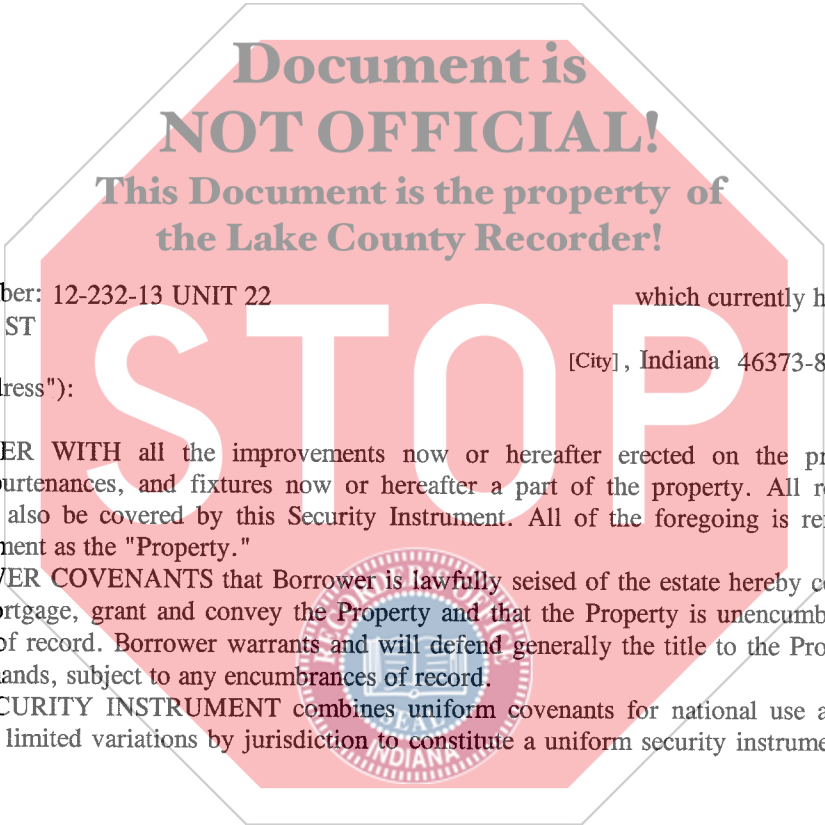 Document is
NOT OFFICIAL!
This Document is the property of
the Lake County Recorder!
ber: 12-232-13 UNIT 22 which currently h
ST
[City], Indiana 46373-8
dress"):
STOP
ER WITH all the improvements now or hereafter erected on the pr
ourtenances, and fixtures now or hereafter a part of the property. All r
also be covered by this Security Instrument. All of the foregoing is re
ment as the "Property."
VER COVENANTS that Borrower is lawfully seised of the estate hereby c
ortgage, grant and convey the Property and that the Property is unencumb
of record. Borrower warrants and will defend generally the title to the Pro
ands, subject to any encumbrances of record.
CURITY INSTRUMENT combines uniform covenants for national use a
limited variations by jurisdiction to constitute a uniform security instrume
RECORDER'S OFFICE
SEAL
INDIANA